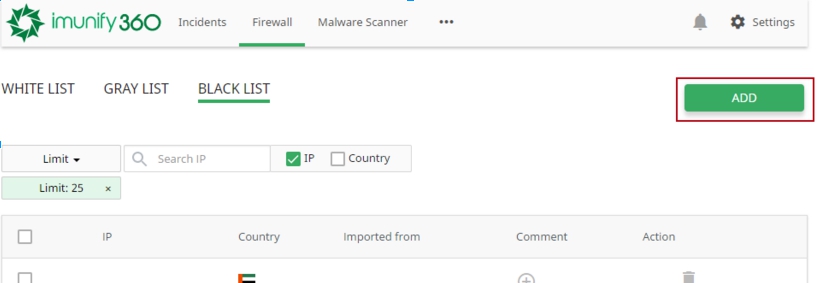 imunify360 Incidents Firewall Malware Scanner ••• Settings
WHITE LIST GRAY LIST BLACK LIST ADD
Limit Search IP IP Country
Limit: 25 ×
IP Country Imported from Comment Action